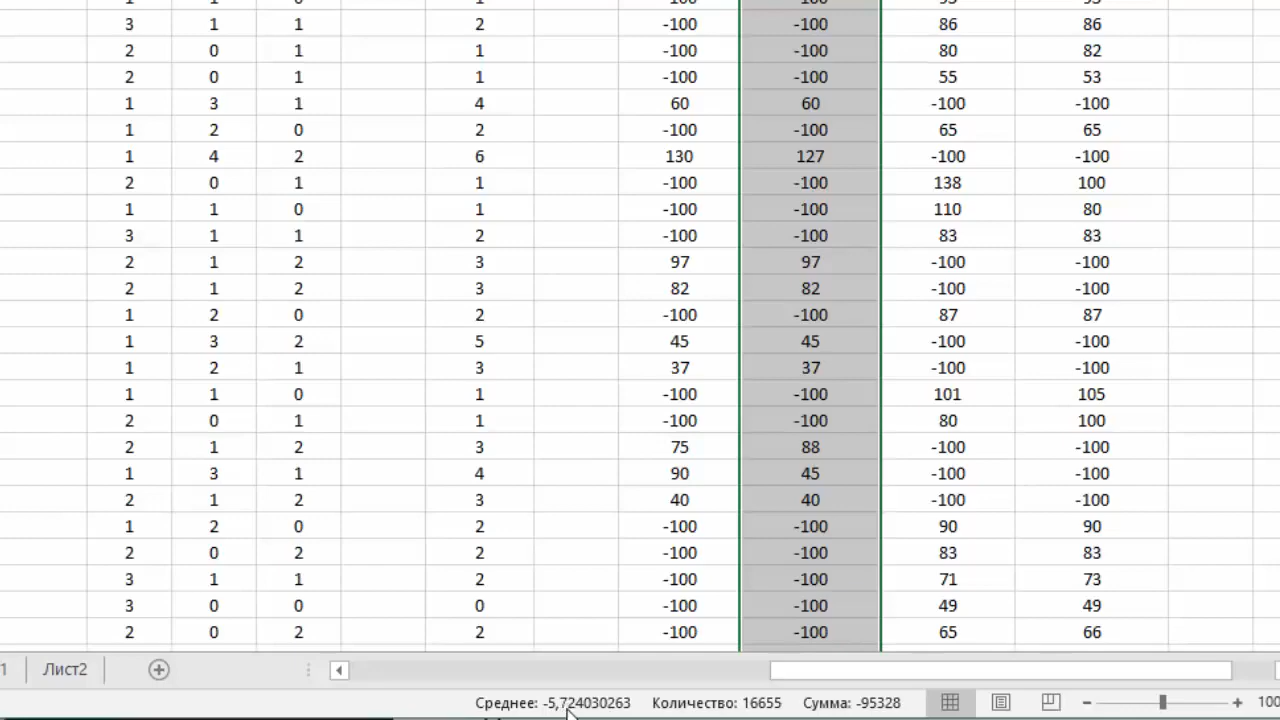 3 1 1 2 -100 -100 86 86
2 0 1 1 -100 -100 80 82
2 0 1 1 -100 -100 55 53
1 3 1 4 60 60 -100 -100
1 2 0 2 -100 -100 65 65
1 4 2 6 130 127 -100 -100
2 0 1 1 -100 -100 138 100
1 1 0 1 -100 -100 110 80
3 1 1 2 -100 -100 83 83
2 1 2 3 97 97 -100 -100
2 1 2 3 82 82 -100 -100
1 2 0 2 -100 -100 87 87
1 3 2 5 45 45 -100 -100
1 2 1 3 37 37 -100 -100
1 1 0 1 -100 -100 101 105
2 0 1 1 -100 -100 80 100
2 1 2 3 75 88 -100 -100
1 3 1 4 90 45 -100 -100
2 1 2 3 40 40 -100 -100
1 2 0 2 -100 -100 90 90
2 0 2 2 -100 -100 83 83
3 1 1 2 -100 -100 71 73
3 0 0 0 -100 -100 49 49
2 0 2 2 -100 -100 65 66
1 Лист2
Среднее: -5,724030263 Количество: 16655 Сумма: -95328 100